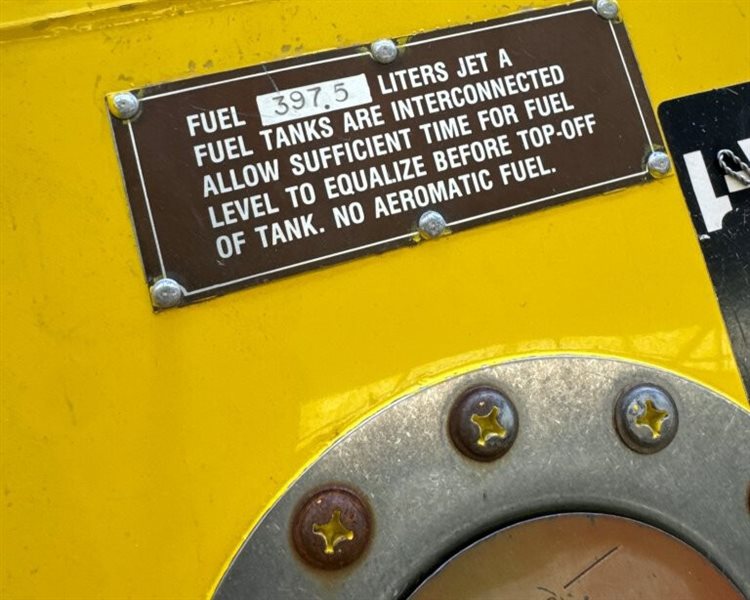 FUEL 397.5 LITERS JET A
FUEL TANKS ARE INTERCONNECTED
ALLOW SUFFICIENT TIME FOR FUEL
LEVEL TO EQUALIZE BEFORE TOP-OFF
OF TANK. NO AEROMATIC FUEL.